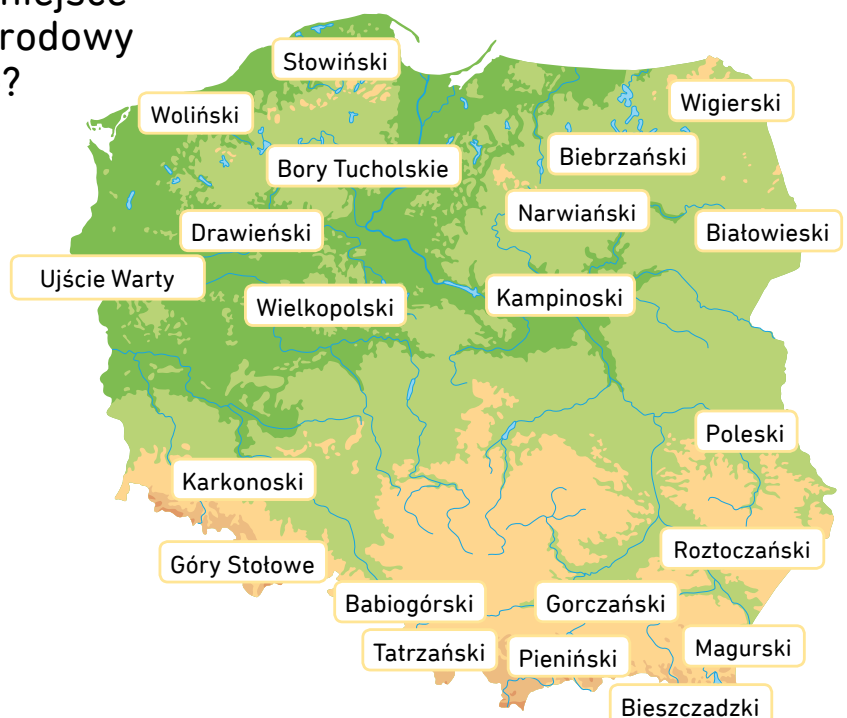 rodowy
?
Słowiński
Woliński
Wigierski
Bory Tucholskie
Biebrzański
Narwiański
Drawieński
Białowieski
Ujście Warty
Wielkopolski
Kampinoski
Poleski
Karkonoski
Góry Stołowe
Roztoczański
Babiogórski
Gorczański
Tatrzański
Pieniński
Magurski
Bieszczadzki